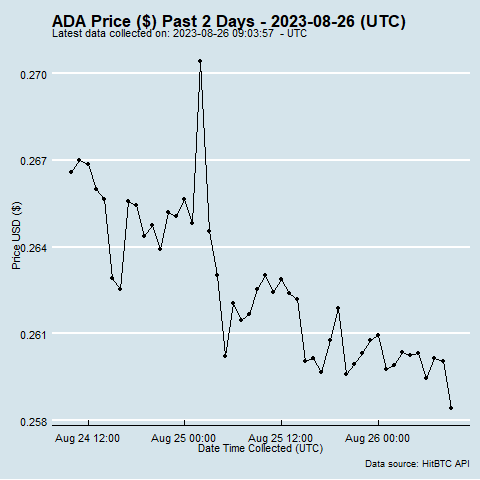 ADA Price ($) Past 2 Days - 2023-08-26 (UTC)
Latest data collected on: 2023-08-26 09:03:57 - UTC
0.270
0.267
0.264
0.261
0.258
Price USD ($)
Aug 24 12:00 Aug 25 00:00 Aug 25 12:00 Aug 26 00:00
Date Time Collected (UTC)
Data source: HitBTC API